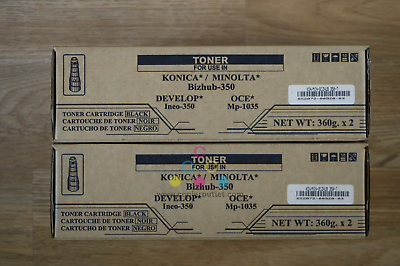 TONER
FOR USE IN
KONICA* / MINOLTA*
Bizhub-350
DEVELOP* OCE*
Ineo-350 Mp-1035
TONER CARTRIDGE BLACK
CARTOUCHE DE TONER NOIR
CARTUCHO DE TONER NEGRO
NET WT: 360g. x 2
TONER
FOR USE IN
KONICA* / MINOLTA*
Bizhub-350
DEVELOP* OCE*
Ineo-350 Mp-1035
TONER CARTRIDGE BLACK
CARTOUCHE DE TONER NOIR
CARTUCHO DE TONER NEGRO
NET WT: 360g. x 2